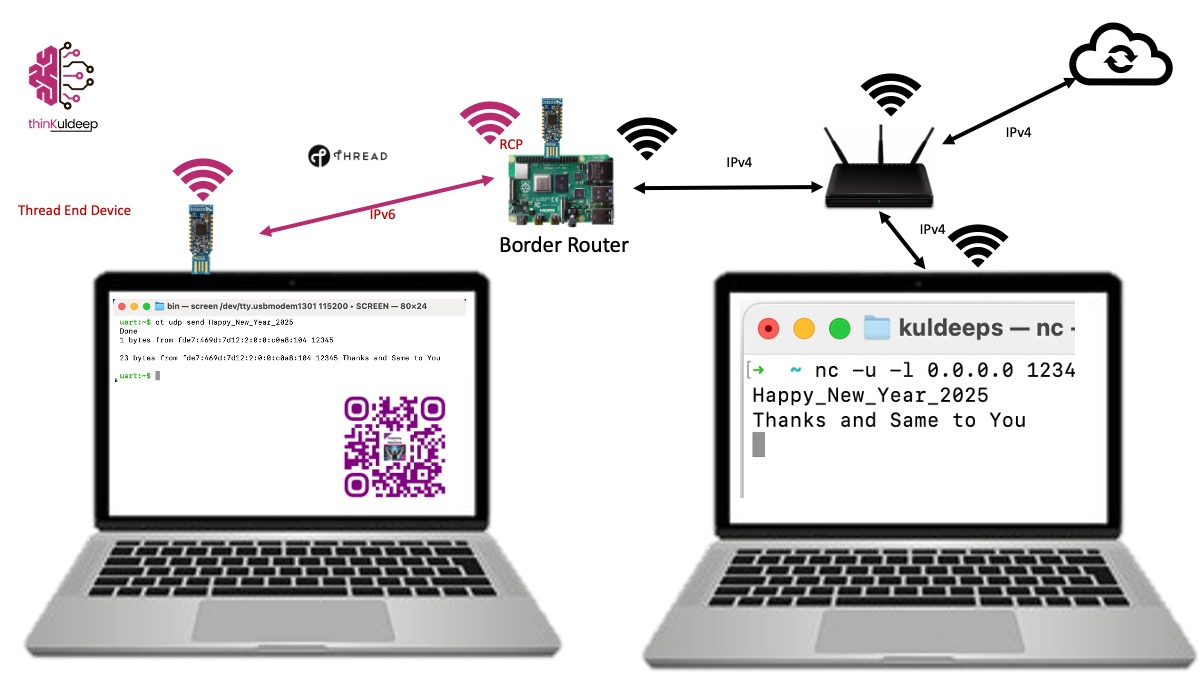 thinKuldeep
Thread End Device
THREAD
IPv6
RCP
Border Router
IPv4
IPv4
IPv4
bin — screen /dev/tty.usbmodem1301 115200 ▸ SCREEN — 80×24
uart:~$ ot udp send Happy_New_Year_2025
Done
1 bytes from fde7:469d:7d12:2:0:0:c0a8:104 12345
23 bytes from fde7:469d:7d12:2:0:0:c0a8:104 12345 Thanks and Same to You
uart:~$
kuldeeps — nc -
[➜ ~ nc -u -l 0.0.0.0 1234
Happy_New_Year_2025
Thanks and Same to You